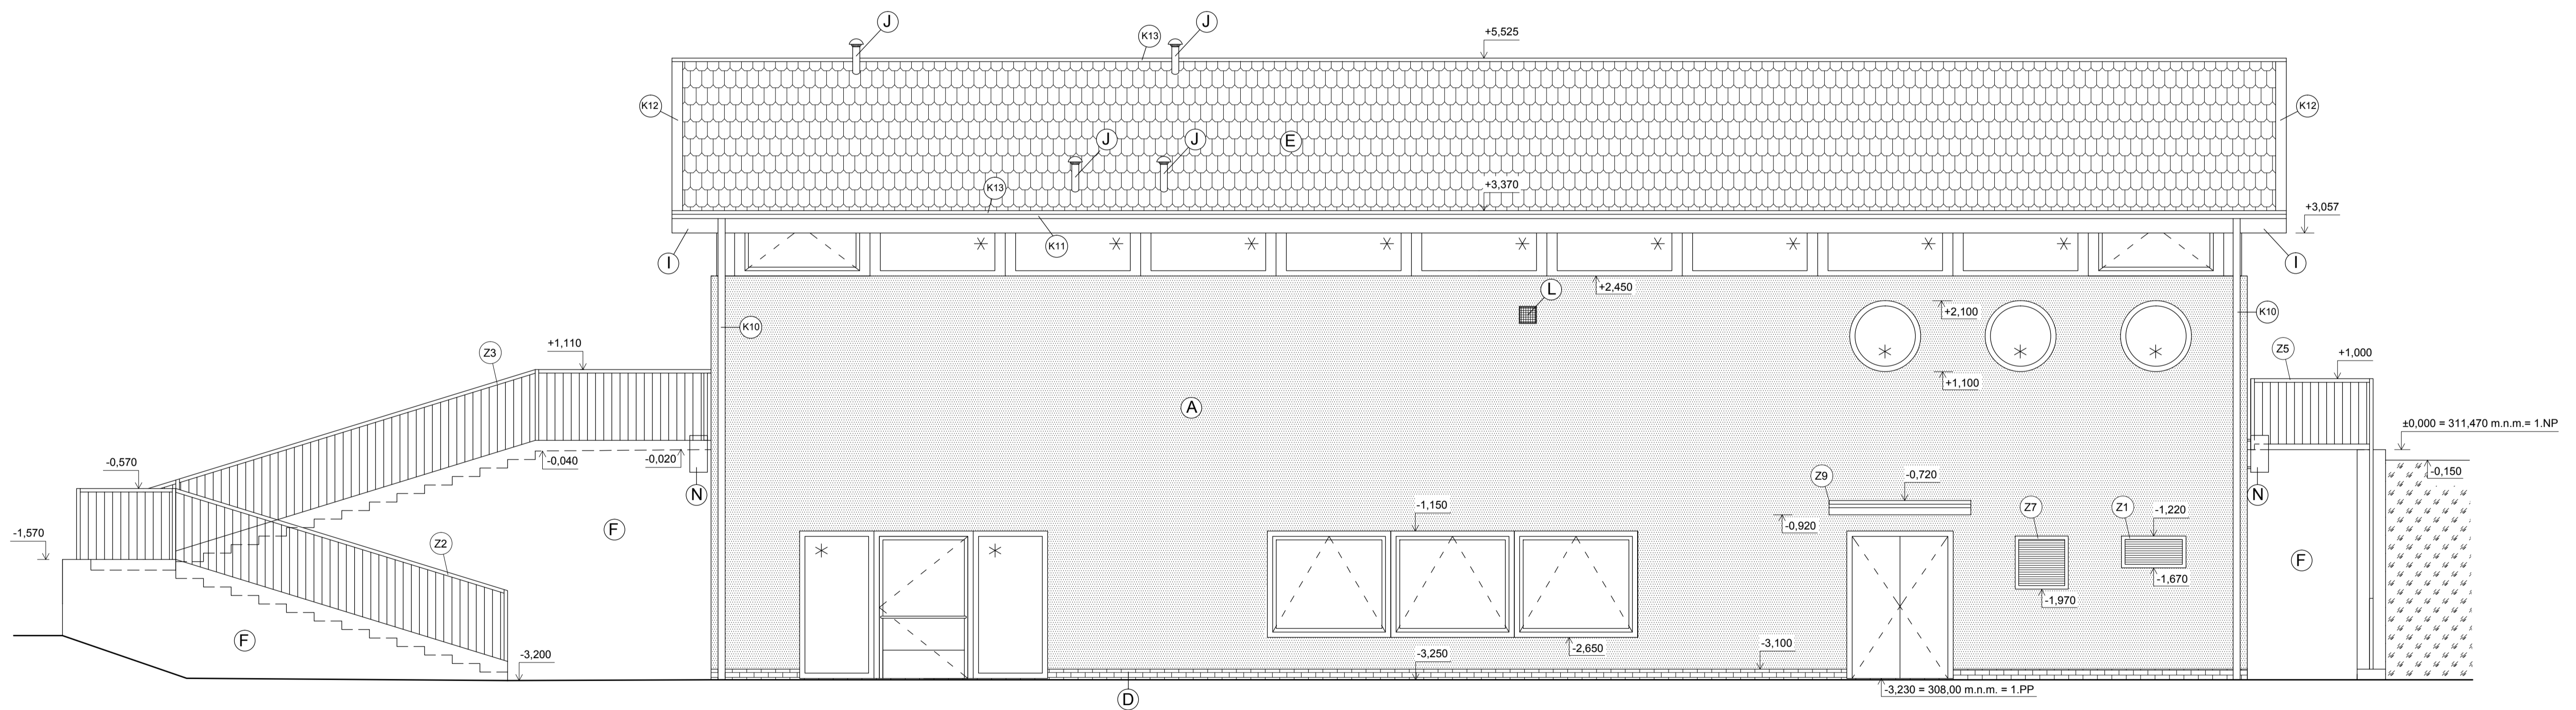 J
J
K13
+5,525
K12
K12
J
J
E
K13
+3,370
+3,057
K11
I
I
+2,450
L
+2,100
K10
K10
+1,110
Z3
Z5
+1,000
+1,100
A
±0,000 = 311,470 m.n.m.= 1.NP
-0,570
-0,040
-0,020
-0,150
N
N
Z9
-0,720
-1,570
F
-1,150
-0,920
Z7
Z1
-1,220
Z2
F
-1,670
-1,970
F
-3,200
-3,250
-2,650
-3,100
-3,230 = 308,00 m.n.m. = 1.PP
D